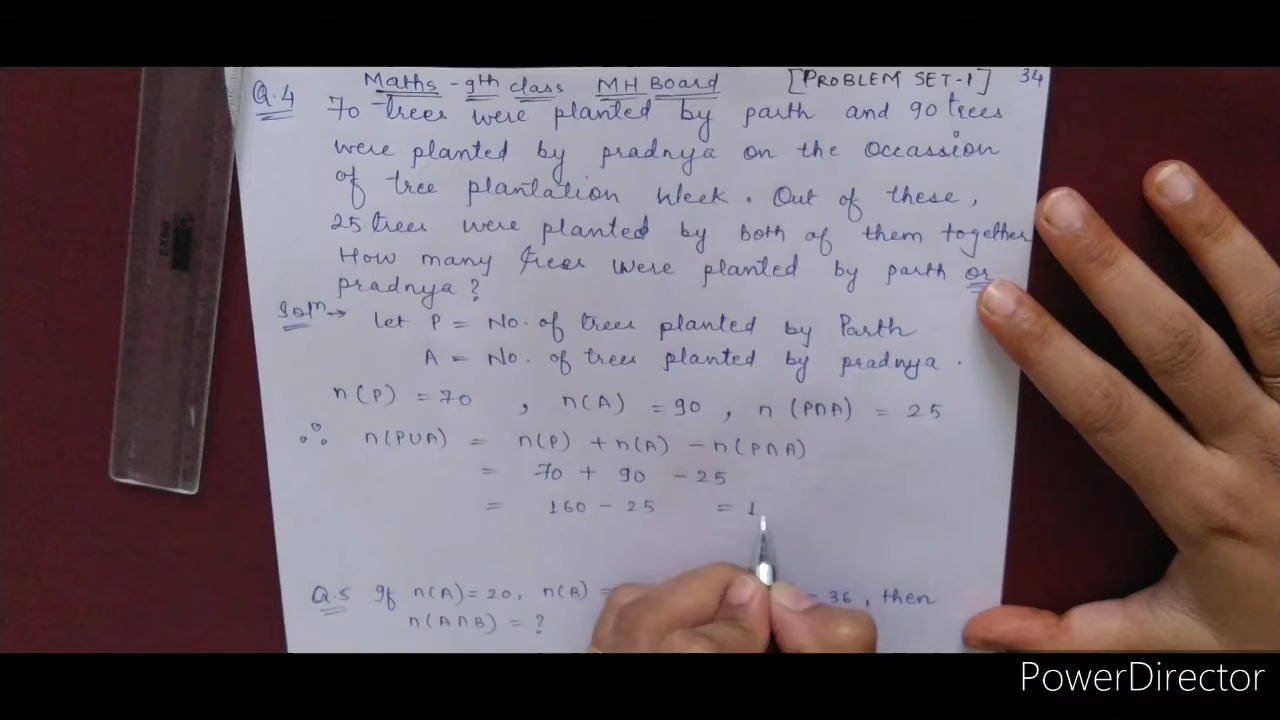 Maths - 9th class MH Board [PROBLEM SET-1] 34
Q.4 70 trees were planted by parth and 90 trees
were planted by pradnya on the occassion
of tree plantation week. Out of these,
25 trees were planted by both of them together
How many trees were planted by parth or
pradnya?
Soln→ let P = No. of trees planted by Parth
A = No. of trees planted by pradnya.
n(P) = 70 , n(A) = 90 , n(P∩A) = 25
∴ n(P∪A) = n(P) + n(A) - n(P∩A)
= 70 + 90 - 25
= 160 - 25 = 1
Q.5 If n(A) = 20, n(B) = = 36, then
n(A∩B) = ?
PowerDirector